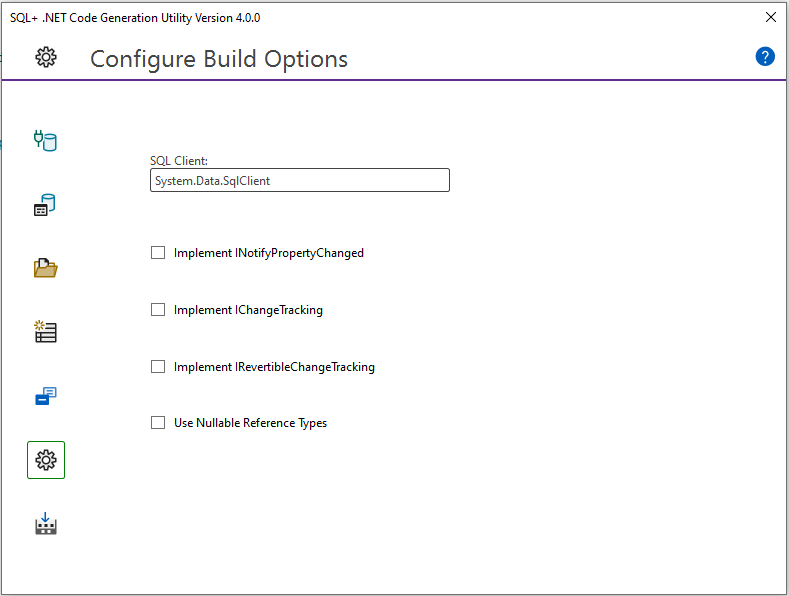 SQL+ .NET Code Generation Utility Version 4.0.0
Configure Build Options
?
SQL Client:
System.Data.SqlClient
Implement INotifyPropertyChanged
Implement IChangeTracking
Implement IRevertibleChangeTracking
Use Nullable Reference Types